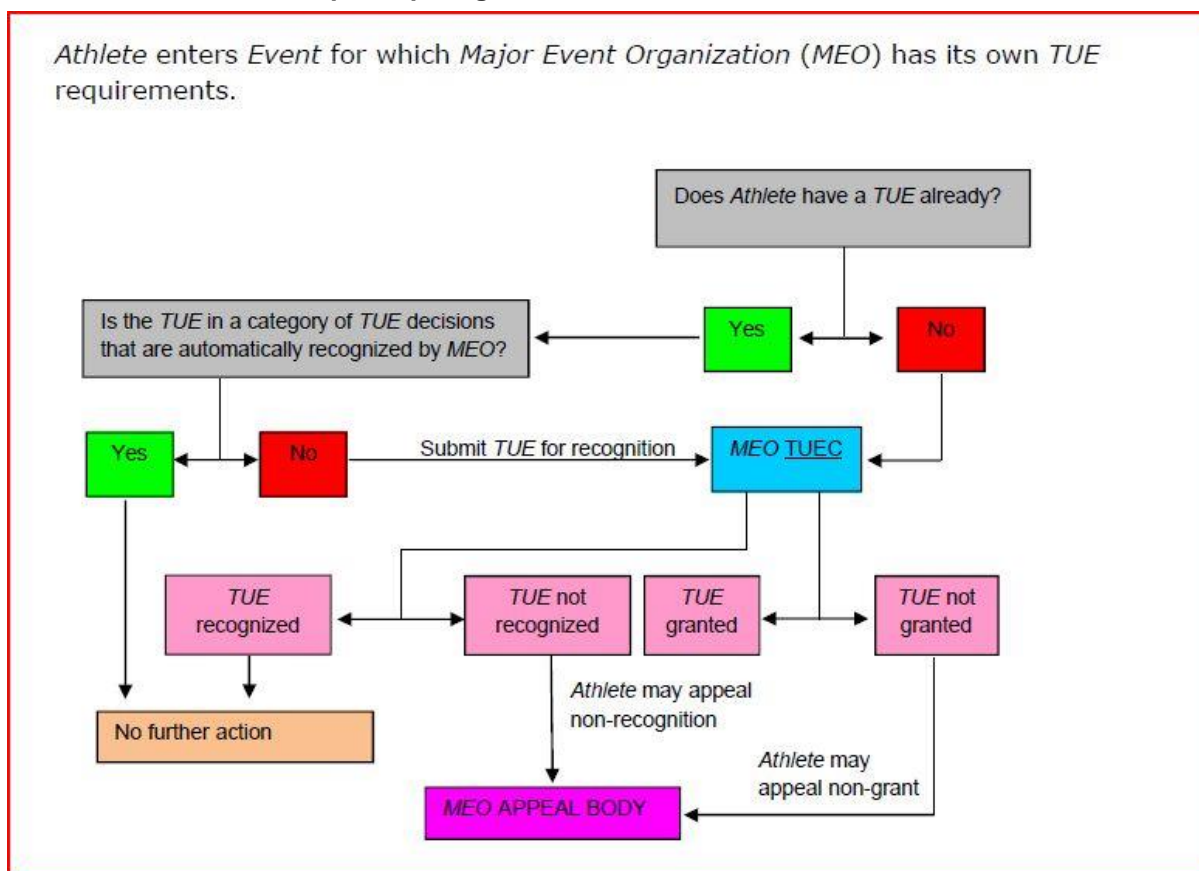 Athlete enters Event for which Major Event Organization (MEO) has its own TUE
requirements.
Does Athlete have a TUE already?
Yes
No
Is the TUE in a category of TUE decisions
that are automatically recognized by MEO?
Yes
No
Submit TUE for recognition
MEO TUEC
TUE
recognized
TUE not
recognized
TUE
granted
TUE not
granted
Athlete may appeal
non-recognition
No further action
Athlete may
appeal non-grant
MEO APPEAL BODY